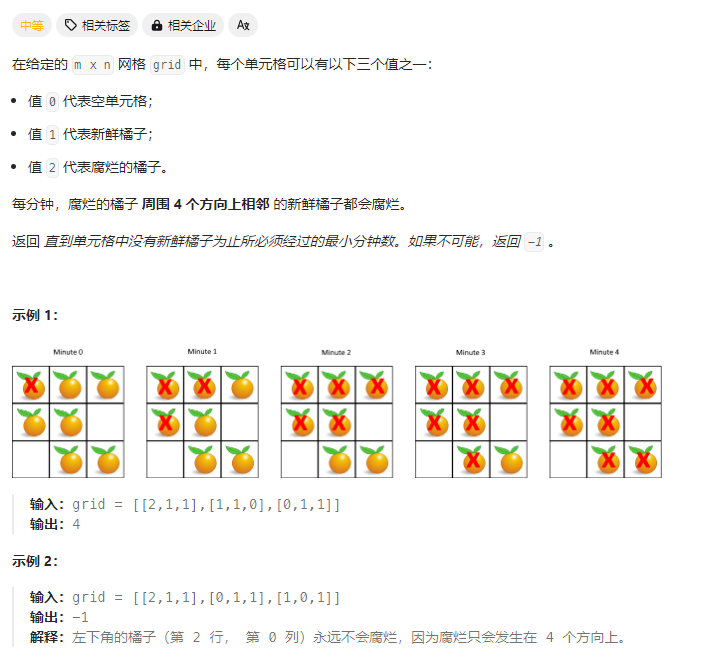 中等 相关标签 相关企业 Ax
在给定的 m x n 网格 grid 中，每个单元格可以有以下三个值之一：
• 值 0 代表空单元格；
• 值 1 代表新鲜橘子；
• 值 2 代表腐烂的橘子。
每分钟，腐烂的橘子 周围 4 个方向上相邻 的新鲜橘子都会腐烂。
返回 直到单元格中没有新鲜橘子为止所必须经过的最小分钟数。如果不可能，返回 -1 。
示例 1：
Minute 0 Minute 1 Minute 2 Minute 3 Minute 4
输入：grid = [[2,1,1],[1,1,0],[0,1,1]]
输出：4
示例 2：
输入：grid = [[2,1,1],[0,1,1],[1,0,1]]
输出：-1
解释：左下角的橘子（第 2 行， 第 0 列）永远不会腐烂，因为腐烂只会发生在 4 个方向上。